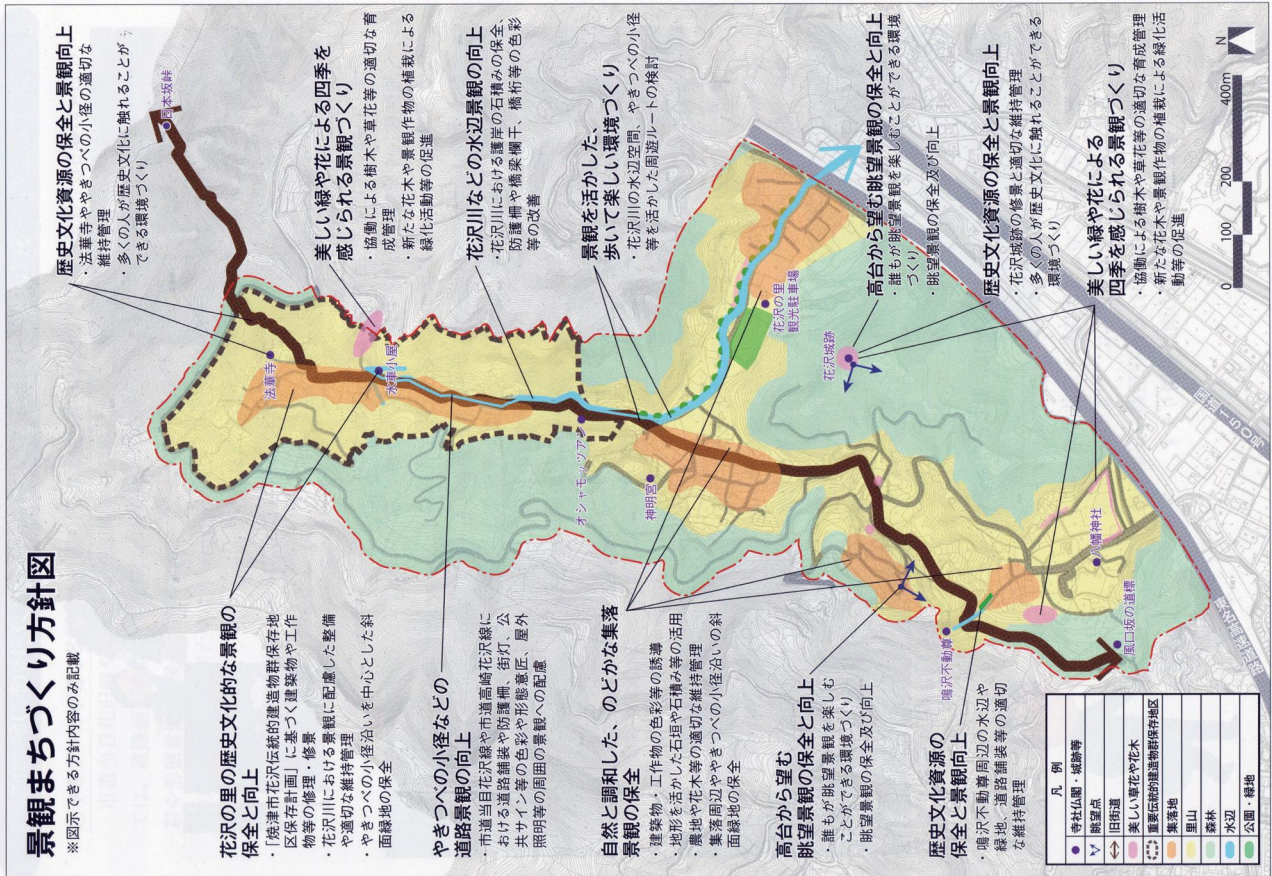 景観まちづくり方針図
※図示できる方針内容のみ記載
花沢の里の歴史文化的な景観の
保全と向上
・「焼津市花沢伝統的建造物群保存地
区保存計画」に基づく建築物や工作
物等の修理・修景
・花沢川における景観に配慮した整備
や適切な維持管理
・やきつべの小径沿いを中心とした斜
面緑地の保全
やきつべの小径などの
道路景観の向上
・市道当目花沢線や市道高崎花沢線に
おける道路舗装や防護柵、街灯、公
共サイン等の色彩や形態意匠、屋外
照明等の周囲の景観への配慮
自然と調和した、のどかな集落
景観の保全
・建築物・工作物の色彩等の誘導
・地形を活かした石垣や石積み等の活用
・農地や花木等の適切な維持管理
・集落周辺ややきつべの小径沿いの斜
面緑地の保全
高台から望む
眺望景観の保全と向上
・誰もが眺望景観を楽しむ
ことができる環境づくり
・眺望景観の保全及び向上
歴史文化資源の
保全と景観向上
・鳴沢不動尊周辺の水辺や
緑地、道路舗装等の適切
な維持管理
凡　例
寺社仏閣・城跡等
眺望点
旧街道
美しい草花や花木
重要伝統的建造物群保存地区
集落地
里山
森林
水辺
公園・緑地
日本坂峠
法華寺
水車小屋
オシャモッツアン
神明宮
花沢の里
観光駐車場
花沢城跡
鳴沢不動尊
八幡神社
風口坂の道標
国道150号
東名高速道路
歴史文化資源の保全と景観向上
・法華寺ややきつべの小径の適切な
維持管理
・多くの人が歴史文化に触れることが
できる環境づくり
美しい緑や花による四季を
感じられる景観づくり
・協働による樹木や草花等の適切な育
成管理
・新たな花木や景観作物の植栽による
緑化活動等の促進
花沢川などの水辺景観の向上
・花沢川における護岸の石積みの保全、
防護柵や橋梁欄干、橋桁等の色彩
等の改善
景観を活かした、
歩いて楽しい環境づくり
・花沢川の水辺空間、やきつべの小径
等を活かした周遊ルートの検討
高台から望む眺望景観の保全と向上
・誰もが眺望景観を楽しむことができる環境
づくり
・眺望景観の保全及び向上
歴史文化資源の保全と景観向上
・花沢城跡の修景と適切な維持管理
・多くの人が歴史文化に触れることができる
環境づくり
美しい緑や花による
四季を感じられる景観づくり
・協働による樹木や草花等の適切な育成管理
・新たな花木や景観作物の植栽による緑化活
動等の促進
0 100 200 400m
N